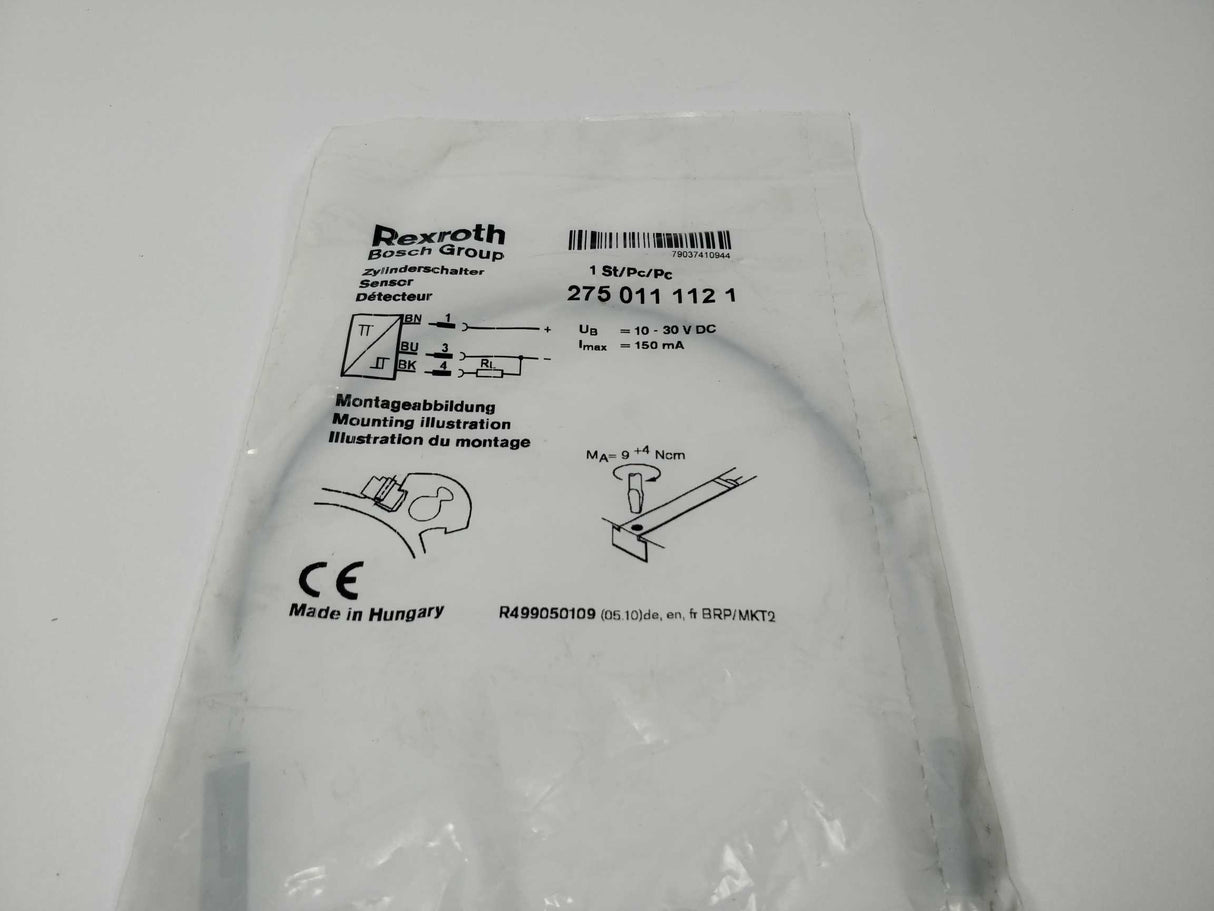 Rexroth
Bosch Group
79037410944
Zylinderschalter
Sensor
Détecteur
1 St/Pc/Pc
275 011 112 1
BN 1 +
BU 3 -
BK 4 RL
UB = 10 - 30 V DC
Imax = 150 mA
Montageabbildung
Mounting illustration
Illustration du montage
MA= 9 +4 Ncm
CE
Made in Hungary
R499050109 (05.10)de, en, fr BRP/MKT2